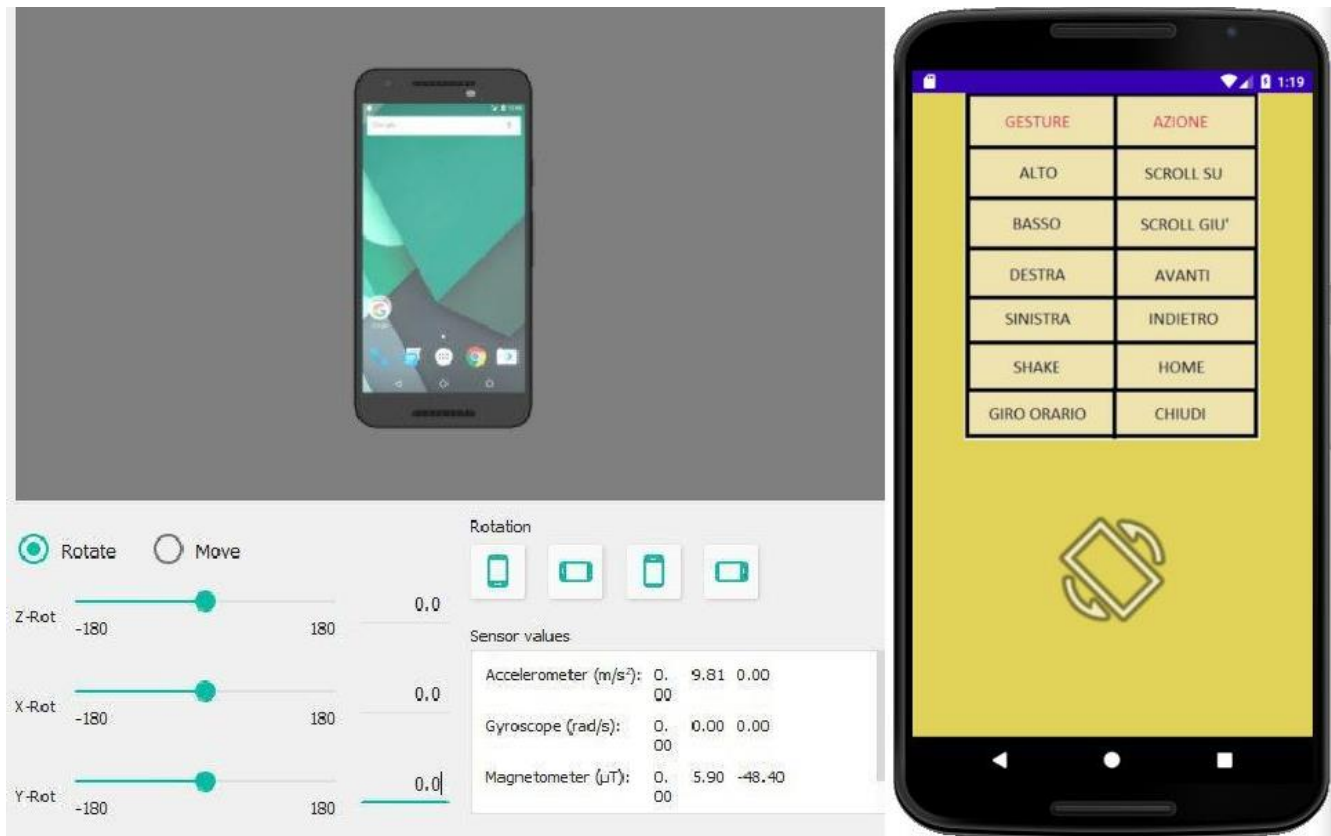 Rotate
Move
Z-Rot
-180
180
0.0
X-Rot
-180
180
0.0
Y-Rot
-180
180
0.0
Rotation
Sensor values
Accelerometer (m/s²): 0.00 9.81 0.00
Gyroscope (rad/s): 0.00 0.00 0.00
Magnetometer (μT): 0.00 5.90 -48.40
1:19
GESTURE AZIONE
ALTO SCROLL SU
BASSO SCROLL GIU'
DESTRA AVANTI
SINISTRA INDIETRO
SHAKE HOME
GIRO ORARIO CHIUDI